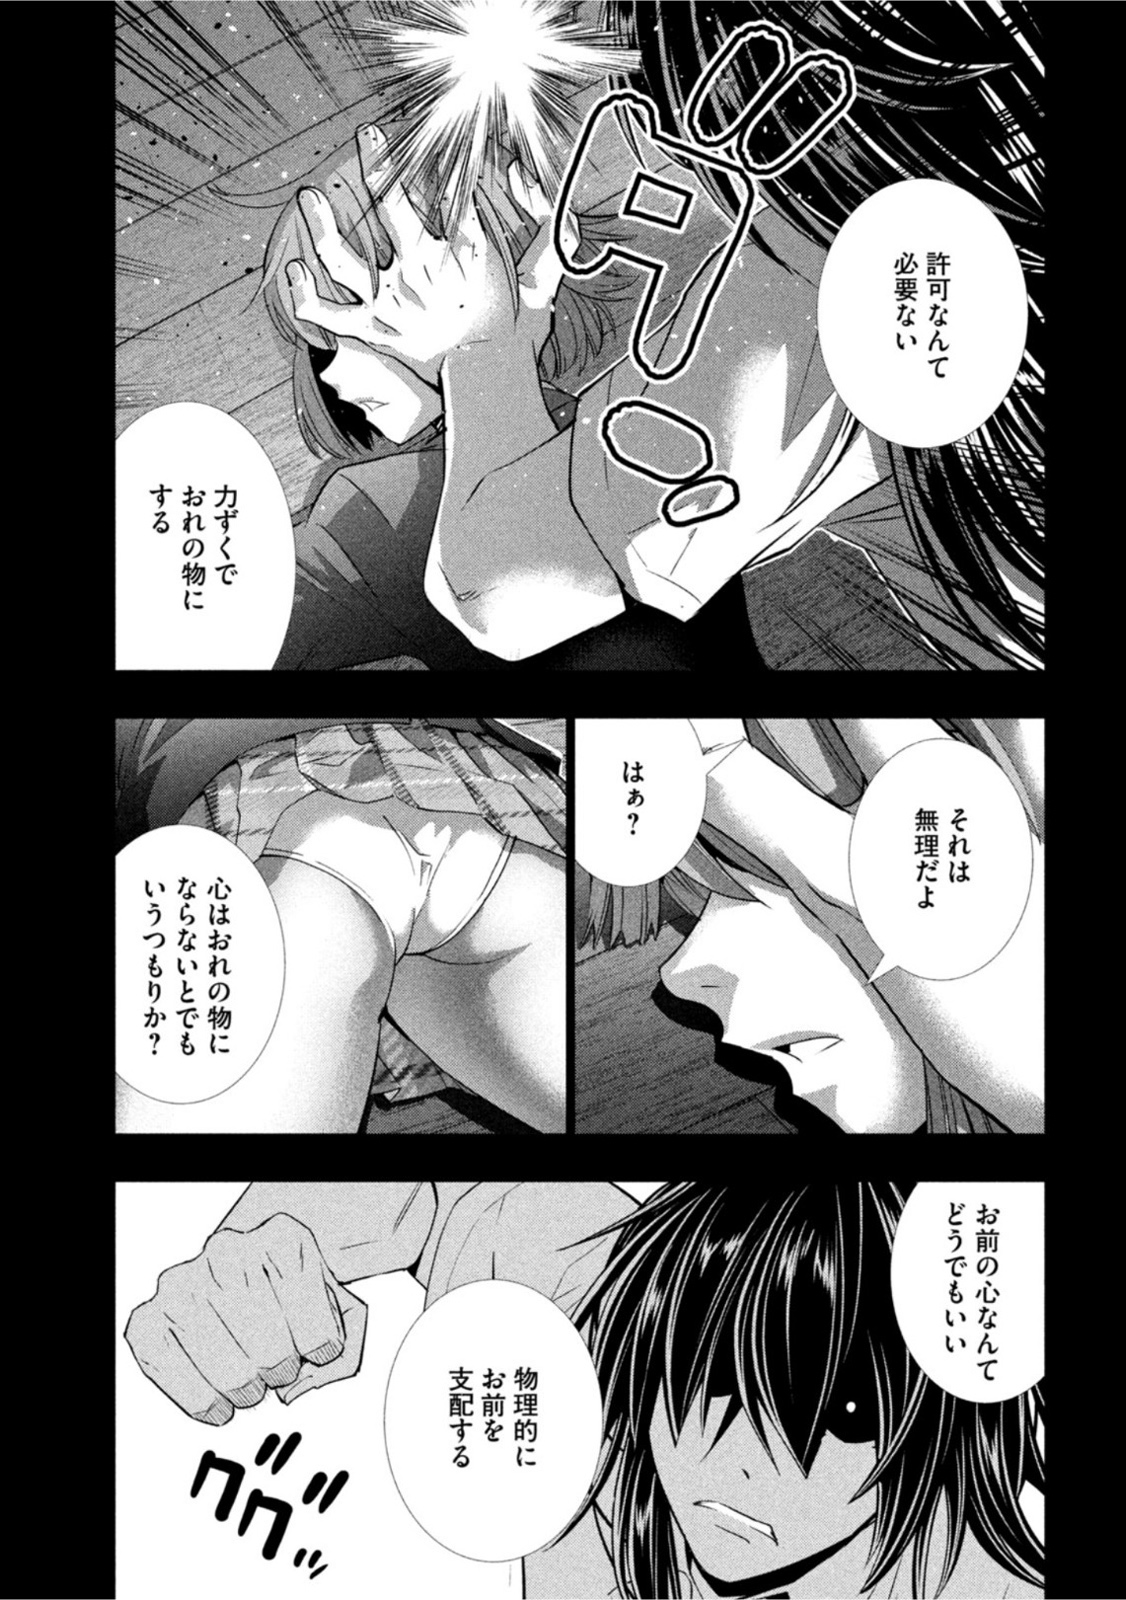 許可なんて
必要ない
ダンッ
力ずくで
おれの物に
する
それは
無理だよ
はぁ?
心はおれの物に
ならないとでも
いうつもりか?
お前の心なんて
どうでもいい
物理的に
お前を
支配する
グググッ